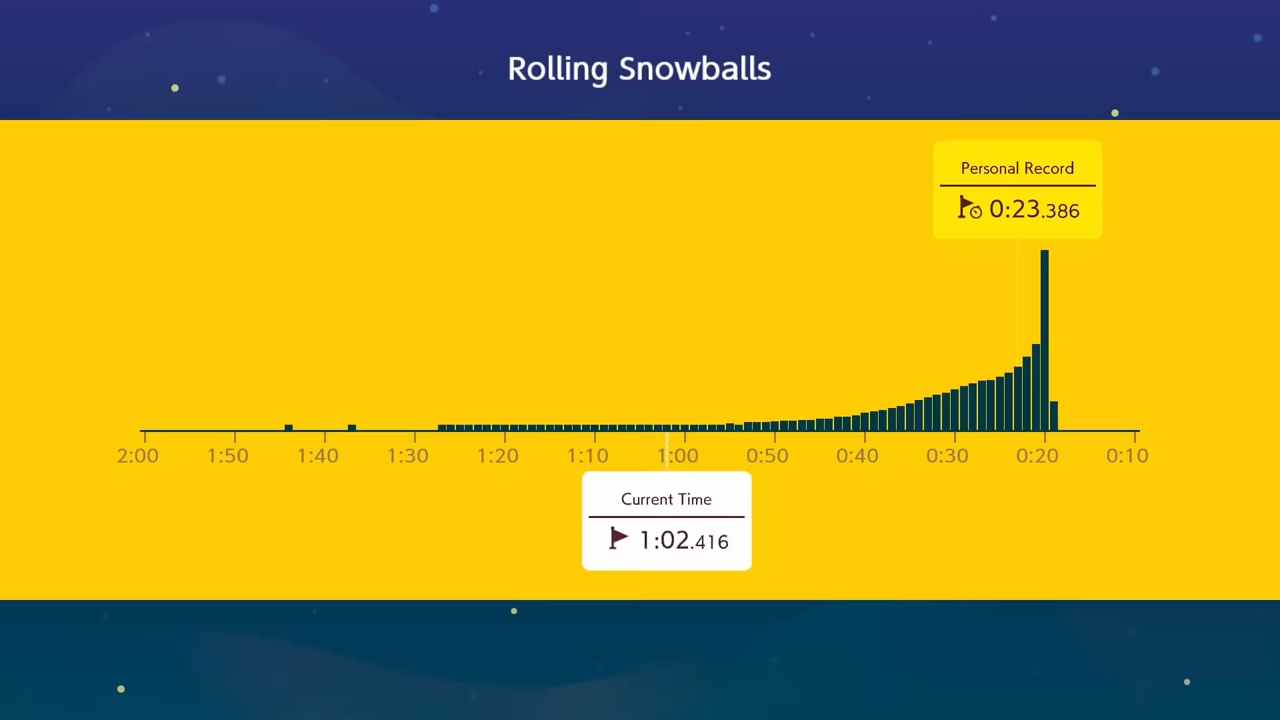 Rolling Snowballs
Personal Record
0:23.386
2:00 1:50 1:40 1:30 1:20 1:10 1:00 0:50 0:40 0:30 0:20 0:10
Current Time
1:02.416